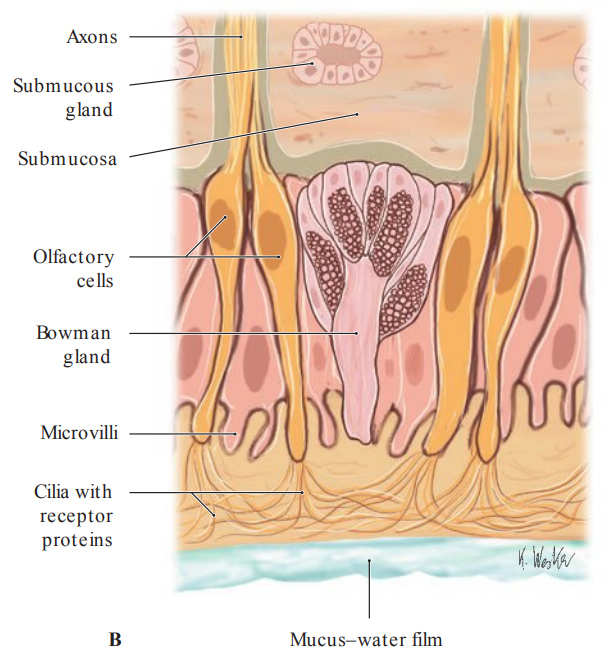 Axons
Submucous
gland
Submucosa
Olfactory
cells
Bowman
gland
Microvilli
Cilia with
receptor
proteins
B
Mucus–water film